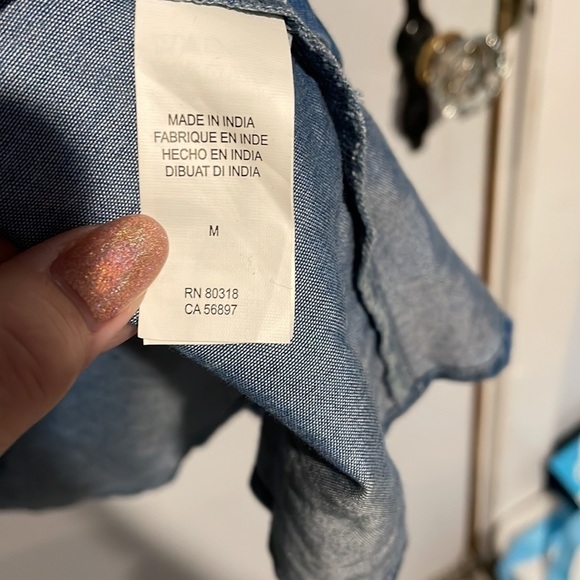 MADE IN INDIA
FABRIQUE EN INDE
HECHO EN INDIA
DIBUAT DI INDIA
M
RN 80318
CA 56897